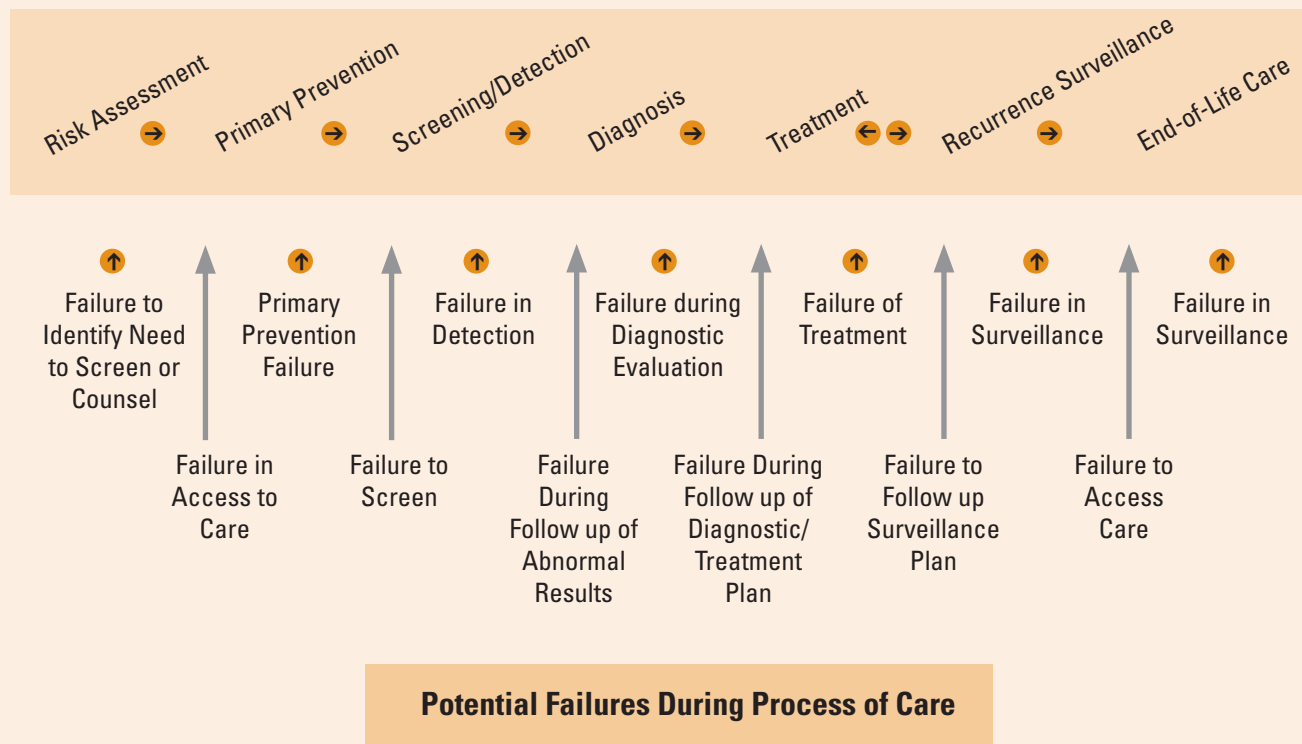 Risk Assessment
Primary Prevention
Screening/Detection
Diagnosis
Treatment
Recurrence Surveillance
End-of-Life Care
Failure to
Identify Need
to Screen or
Counsel
Primary
Prevention
Failure
Failure in
Detection
Failure during
Diagnostic
Evaluation
Failure of
Treatment
Failure in
Surveillance
Failure in
Surveillance
Failure in
Access to
Care
Failure to
Screen
Failure
During
Follow up of
Abnormal
Results
Failure During
Follow up of
Diagnostic/
Treatment
Plan
Failure to
Follow up
Surveillance
Plan
Failure to
Access
Care
Potential Failures During Process of Care